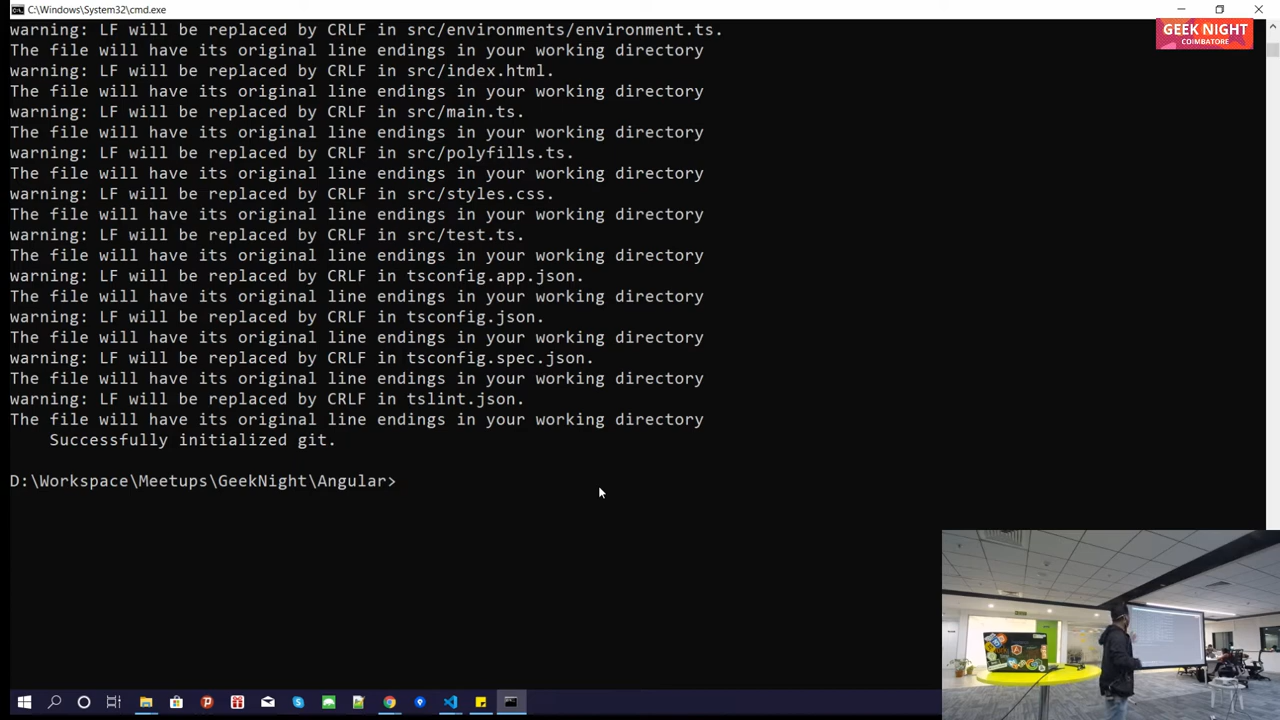 C:\Windows\System32\cmd.exe
GEEK NIGHT
COIMBATORE
warning: LF will be replaced by CRLF in src/environments/environment.ts.
The file will have its original line endings in your working directory
warning: LF will be replaced by CRLF in src/index.html.
The file will have its original line endings in your working directory
warning: LF will be replaced by CRLF in src/main.ts.
The file will have its original line endings in your working directory
warning: LF will be replaced by CRLF in src/polyfills.ts.
The file will have its original line endings in your working directory
warning: LF will be replaced by CRLF in src/styles.css.
The file will have its original line endings in your working directory
warning: LF will be replaced by CRLF in src/test.ts.
The file will have its original line endings in your working directory
warning: LF will be replaced by CRLF in tsconfig.app.json.
The file will have its original line endings in your working directory
warning: LF will be replaced by CRLF in tsconfig.json.
The file will have its original line endings in your working directory
warning: LF will be replaced by CRLF in tsconfig.spec.json.
The file will have its original line endings in your working directory
warning: LF will be replaced by CRLF in tslint.json.
The file will have its original line endings in your working directory
Successfully initialized git.
D:\Workspace\Meetups\GeekNight\Angular>